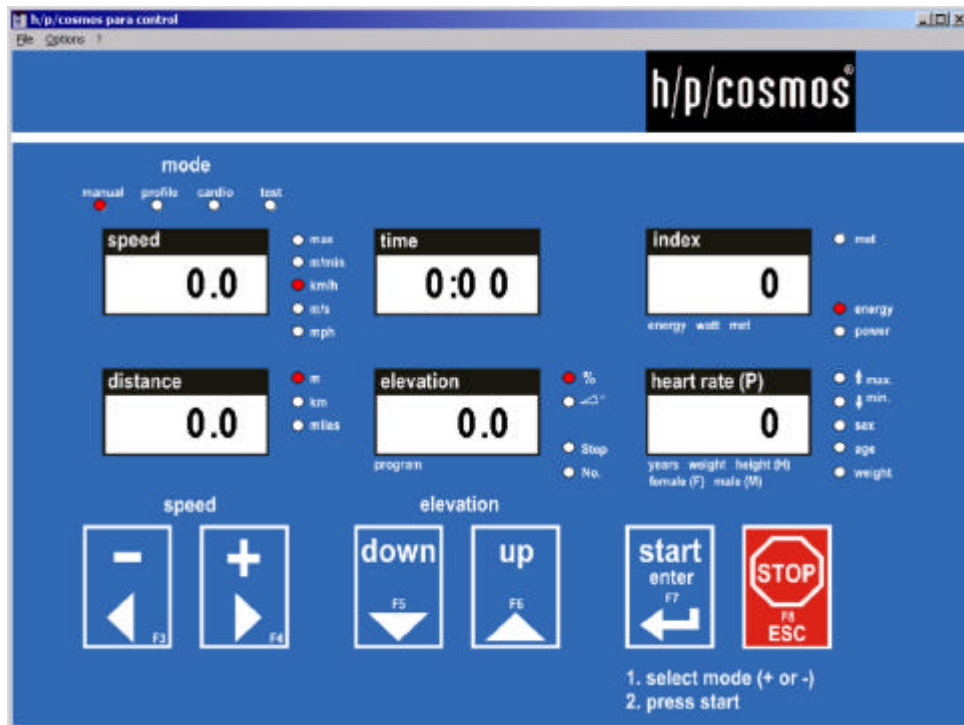 h/p/cosmos para control
File Options ?
h/p/cosmos®
mode
manual profile cardio test
speed
0.0
max
m/min
km/h
m/s
mph
time
0:00
index
0
energy watt met
met
energy
power
distance
0.0
m
km
miles
elevation
0.0
program
%
°
Step
No.
heart rate (P)
0
years weight height (H)
female (F) male (M)
max.
min.
sex
age
weight
speed
elevation
- F3
+ F4
down
F5
up
F6
start
enter
F7
STOP
F8
ESC
1. select mode (+ or -)
2. press start